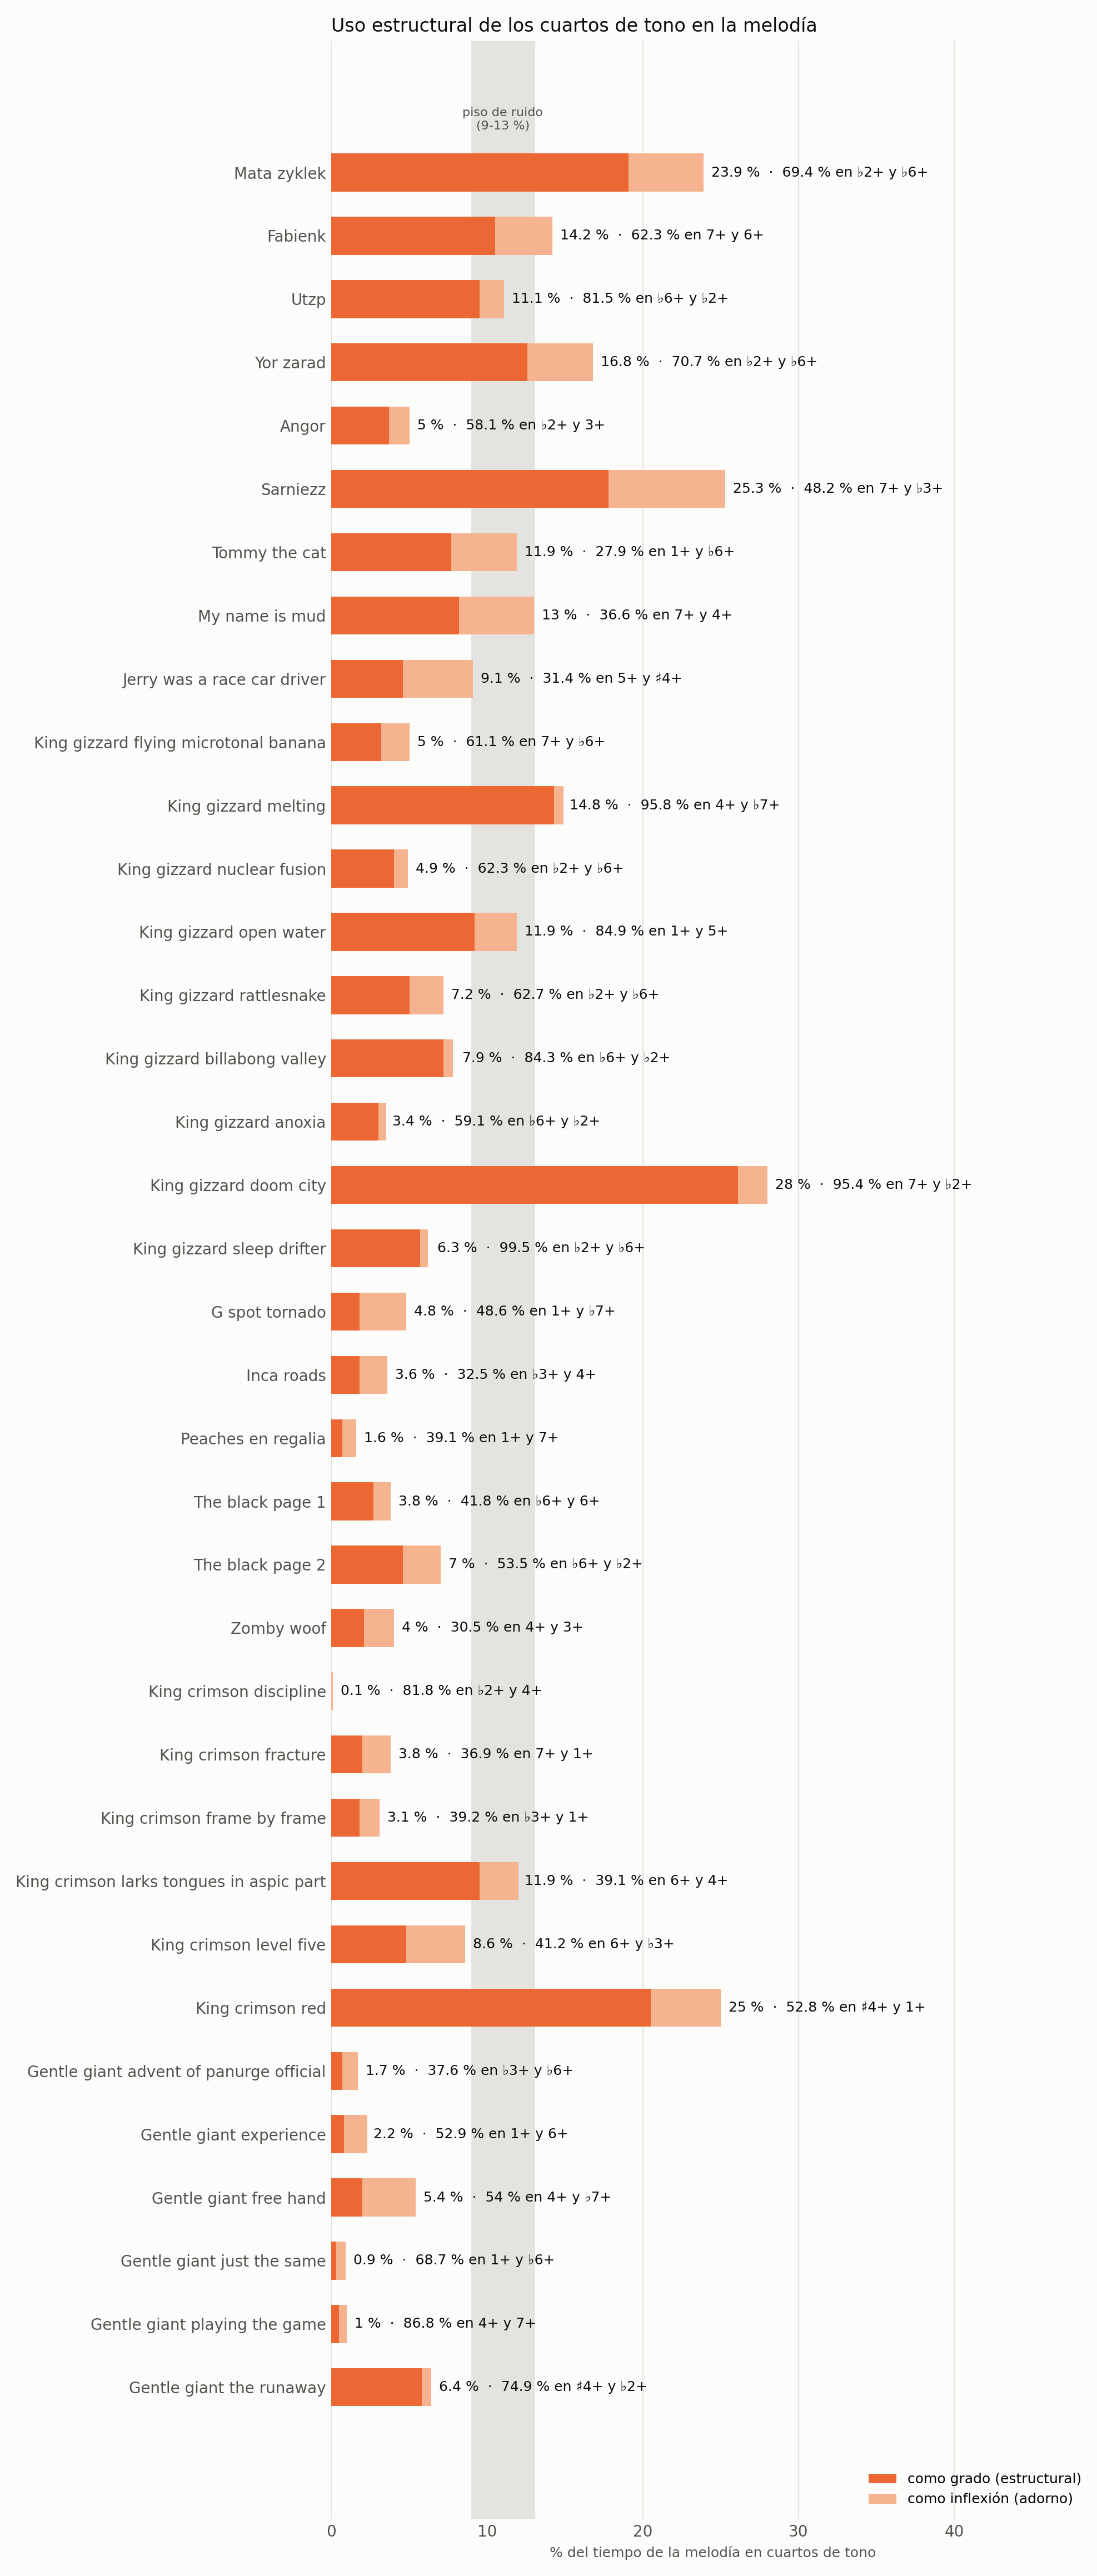 Uso estructural de los cuartos de tono en la melodía
piso de ruido
(9-13 %)
Mata zyklek 23.9 % · 69.4 % en ♭2+ y ♭6+
Fabienk 14.2 % · 62.3 % en 7+ y 6+
Utzp 11.1 % · 81.5 % en ♭6+ y ♭2+
Yor zarad 16.8 % · 70.7 % en ♭2+ y ♭6+
Angor 5 % · 58.1 % en ♭2+ y 3+
Sarniezz 25.3 % · 48.2 % en 7+ y ♭3+
Tommy the cat 11.9 % · 27.9 % en 1+ y ♭6+
My name is mud 13 % · 36.6 % en 7+ y 4+
Jerry was a race car driver 9.1 % · 31.4 % en 5+ y ♯4+
King gizzard flying microtonal banana 5 % · 61.1 % en 7+ y ♭6+
King gizzard melting 14.8 % · 95.8 % en 4+ y ♭7+
King gizzard nuclear fusion 4.9 % · 62.3 % en ♭2+ y ♭6+
King gizzard open water 11.9 % · 84.9 % en 1+ y 5+
King gizzard rattlesnake 7.2 % · 62.7 % en ♭2+ y ♭6+
King gizzard billabong valley 7.9 % · 84.3 % en ♭6+ y ♭2+
King gizzard anoxia 3.4 % · 59.1 % en ♭6+ y ♭2+
King gizzard doom city 28 % · 95.4 % en 7+ y ♭2+
King gizzard sleep drifter 6.3 % · 99.5 % en ♭2+ y ♭6+
G spot tornado 4.8 % · 48.6 % en 1+ y ♭7+
Inca roads 3.6 % · 32.5 % en ♭3+ y 4+
Peaches en regalia 1.6 % · 39.1 % en 1+ y 7+
The black page 1 3.8 % · 41.8 % en ♭6+ y 6+
The black page 2 7 % · 53.5 % en ♭6+ y ♭2+
Zomby woof 4 % · 30.5 % en 4+ y 3+
King crimson discipline 0.1 % · 81.8 % en ♭2+ y 4+
King crimson fracture 3.8 % · 36.9 % en 7+ y 1+
King crimson frame by frame 3.1 % · 39.2 % en ♭3+ y 1+
King crimson larks tongues in aspic part 11.9 % · 39.1 % en 6+ y 4+
King crimson level five 8.6 % · 41.2 % en 6+ y ♭3+
King crimson red 25 % · 52.8 % en ♯4+ y 1+
Gentle giant advent of panurge official 1.7 % · 37.6 % en ♭3+ y ♭6+
Gentle giant experience 2.2 % · 52.9 % en 1+ y 6+
Gentle giant free hand 5.4 % · 54 % en 4+ y ♭7+
Gentle giant just the same 0.9 % · 68.7 % en 1+ y ♭6+
Gentle giant playing the game 1 % · 86.8 % en 4+ y 7+
Gentle giant the runaway 6.4 % · 74.9 % en ♯4+ y ♭2+
como grado (estructural)
como inflexión (adorno)
0 10 20 30 40
% del tiempo de la melodía en cuartos de tono